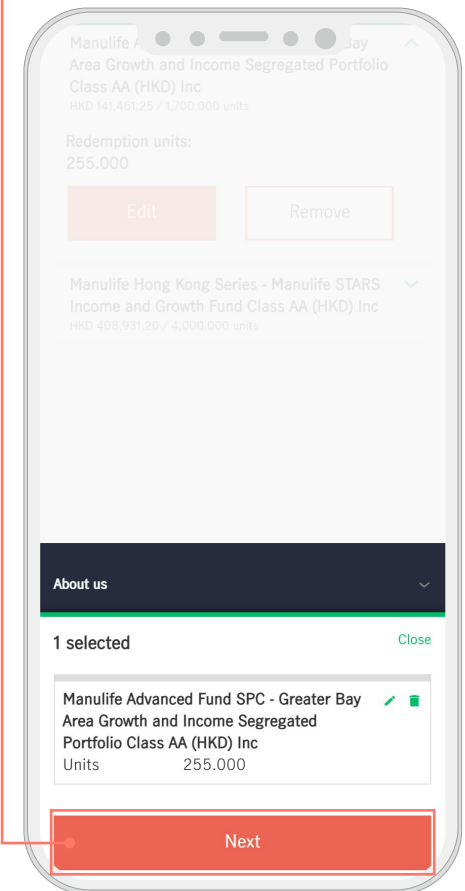 Manulife A ay
Area Growth and Income Segregated Portfolio
Class AA (HKD) Inc
HKD 141,461.25 / 1,700.000 units
Redemption units:
255.000
Edit Remove
Manulife Hong Kong Series - Manulife STARS
Income and Growth Fund Class AA (HKD) Inc
HKD 408,931.20 / 4,000.000 units
About us
1 selected Close
Manulife Advanced Fund SPC - Greater Bay
Area Growth and Income Segregated
Portfolio Class AA (HKD) Inc
Units 255.000
Next